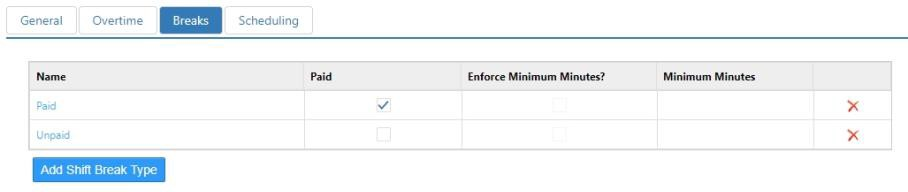 General Overtime Breaks Scheduling
Name Paid Enforce Minimum Minutes? Minimum Minutes
Paid
Unpaid
Add Shift Break Type